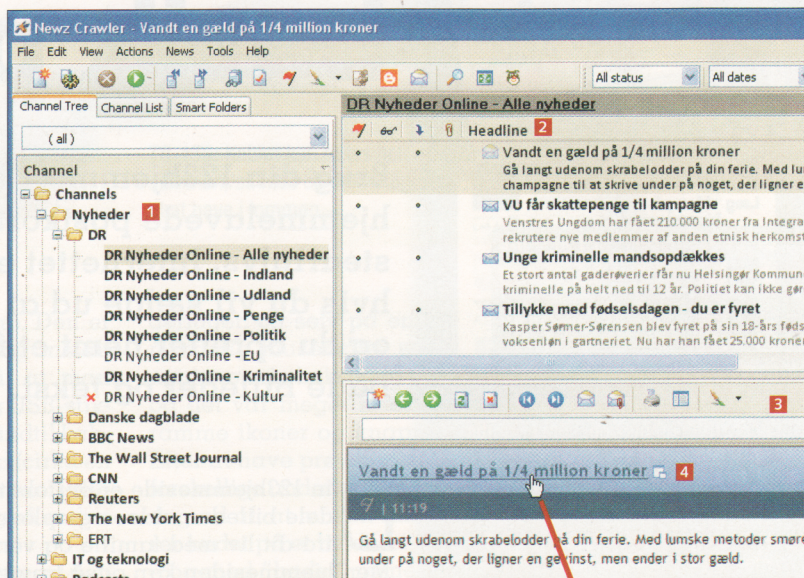 Newz Crawler - Vandt en gæld på 1/4 million kroner
File Edit View Actions News Tools Help
All status
All dates
Channel Tree
Channel List
Smart Folders
( all )
Channel
Channels
Nyheder 1
DR
DR Nyheder Online - Alle nyheder
DR Nyheder Online - Indland
DR Nyheder Online - Udland
DR Nyheder Online - Penge
DR Nyheder Online - Politik
DR Nyheder Online - EU
DR Nyheder Online - Kriminalitet
DR Nyheder Online - Kultur
Danske dagblade
BBC News
The Wall Street Journal
CNN
Reuters
The New York Times
ERT
IT og teknologi
Podcasts
DR Nyheder Online - Alle nyheder
Headline 2
Vandt en gæld på 1/4 million kroner
Gå langt udenom skrabelodder på din ferie. Med lu
champagne til at skrive under på noget, der ligner e
VU får skattepenge til kampagne
Venstres Ungdom har fået 210.000 kroner fra Integra
rekrutere nye medlemmer af anden etnisk herkomst
Unge kriminelle mandsopdækkes
Et stort antal gaderøverier får nu Helsingør Kommun
kriminelle på helt ned til 12 år. Politiet kan ikke gør
Tillykke med fødselsdagen - du er fyret
Kasper Sørmer-Sørensen blev fyret på sin 18-års føds
voksenløn i gartneriet. Nu har han fået 25.000 kroner
3
Vandt en gæld på 1/4 million kroner 4
| 11:19
Gå langt udenom skrabelodder på din ferie. Med lumske metoder smøre
under på noget, der ligner en gevinst, men ender i stor gæld.